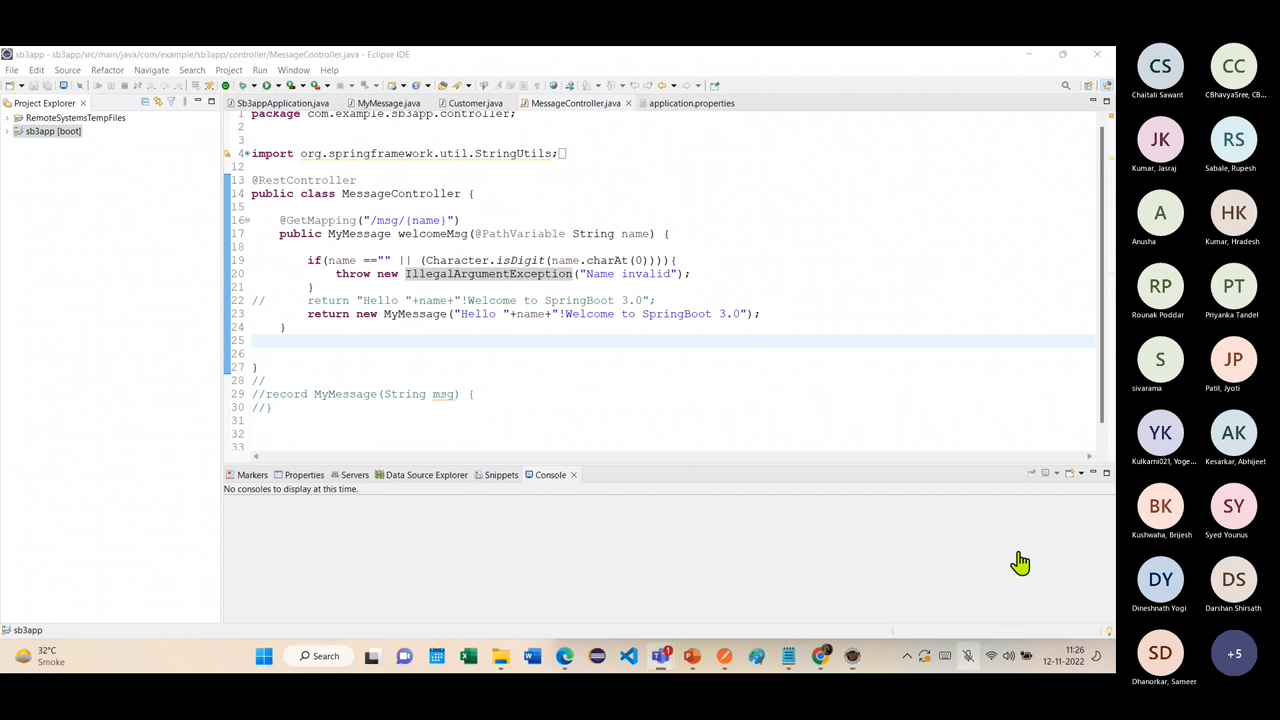 sb3app - sb3app/src/main/java/com/example/sb3app/controller/MessageController.java - Eclipse IDE
File Edit Source Refactor Navigate Search Project Run Window Help
Project Explorer
RemoteSystemsTempFiles
sb3app [boot]
Sb3appApplication.java MyMessage.java Customer.java MessageController.java application.properties
1 package com.example.sb3app.controller;
2
3
4 import org.springframework.util.StringUtils;
12
13 @RestController
14 public class MessageController {
15
16 @GetMapping("/msg/{name}")
17 public MyMessage welcomeMsg(@PathVariable String name) {
18
19 if(name =="" || (Character.isDigit(name.charAt(0)))){
20 throw new IllegalArgumentException("Name invalid");
21 }
22 // return "Hello "+name+"!Welcome to SpringBoot 3.0";
23 return new MyMessage("Hello "+name+"!Welcome to SpringBoot 3.0");
24 }
25
26
27 }
28 //
29 //record MyMessage(String msg) {
30 //}
31
32
33
Markers Properties Servers Data Source Explorer Snippets Console
No consoles to display at this time.
sb3app
32°C
Smoke
Search
1
11:26
12-11-2022
CS
Chaitali Sawant
CC
CBhavyaSree, CB...
JK
Kumar, Jasraj
RS
Sabale, Rupesh
A
Anusha
HK
Kumar, Hradesh
RP
Rounak Poddar
PT
Priyanka Tandel
S
sivarama
JP
Patil, Jyoti
YK
Kulkarni021, Yoge...
AK
Kesarkar, Abhijeet
BK
Kushwaha, Brijesh
SY
Syed Younus
DY
Dineshnath Yogi
DS
Darshan Shirsath
SD
Dhanorkar, Sameer
+5